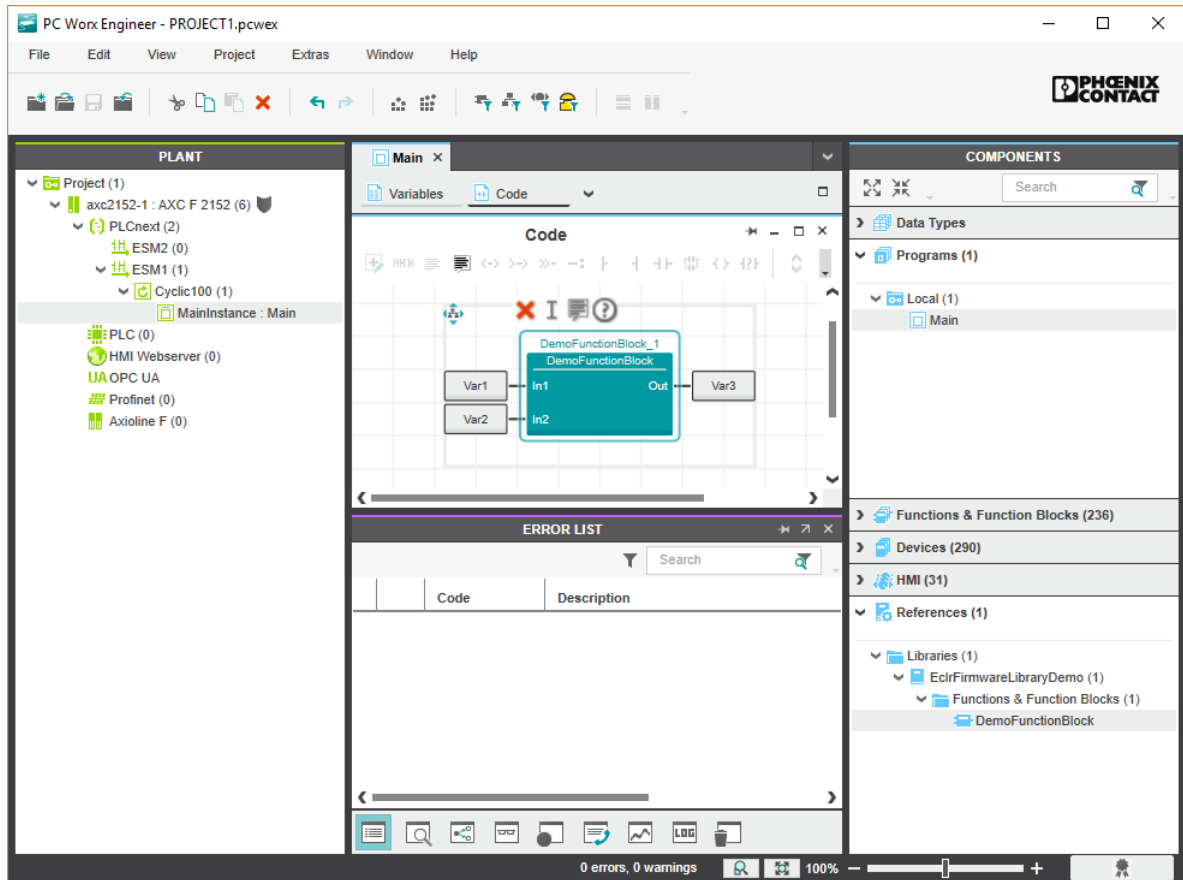 PC Worx Engineer - PROJECT1.pcwex
File Edit View Project Extras Window Help
PHŒNIX
CONTACT
PLANT
Project (1)
axc2152-1 : AXC F 2152 (6)
PLCnext (2)
ESM2 (0)
ESM1 (1)
Cyclic100 (1)
MainInstance : Main
PLC (0)
HMI Webserver (0)
UA OPC UA
Profinet (0)
Axioline F (0)
Main
Variables Code
Code
DemoFunctionBlock_1
DemoFunctionBlock
Var1 In1 Out Var3
Var2 In2
ERROR LIST
Search
Code Description
LOG
COMPONENTS
Search
Data Types
Programs (1)
Local (1)
Main
Functions & Function Blocks (236)
Devices (290)
HMI (31)
References (1)
Libraries (1)
EclrFirmwareLibraryDemo (1)
Functions & Function Blocks (1)
DemoFunctionBlock
0 errors, 0 warnings 100%